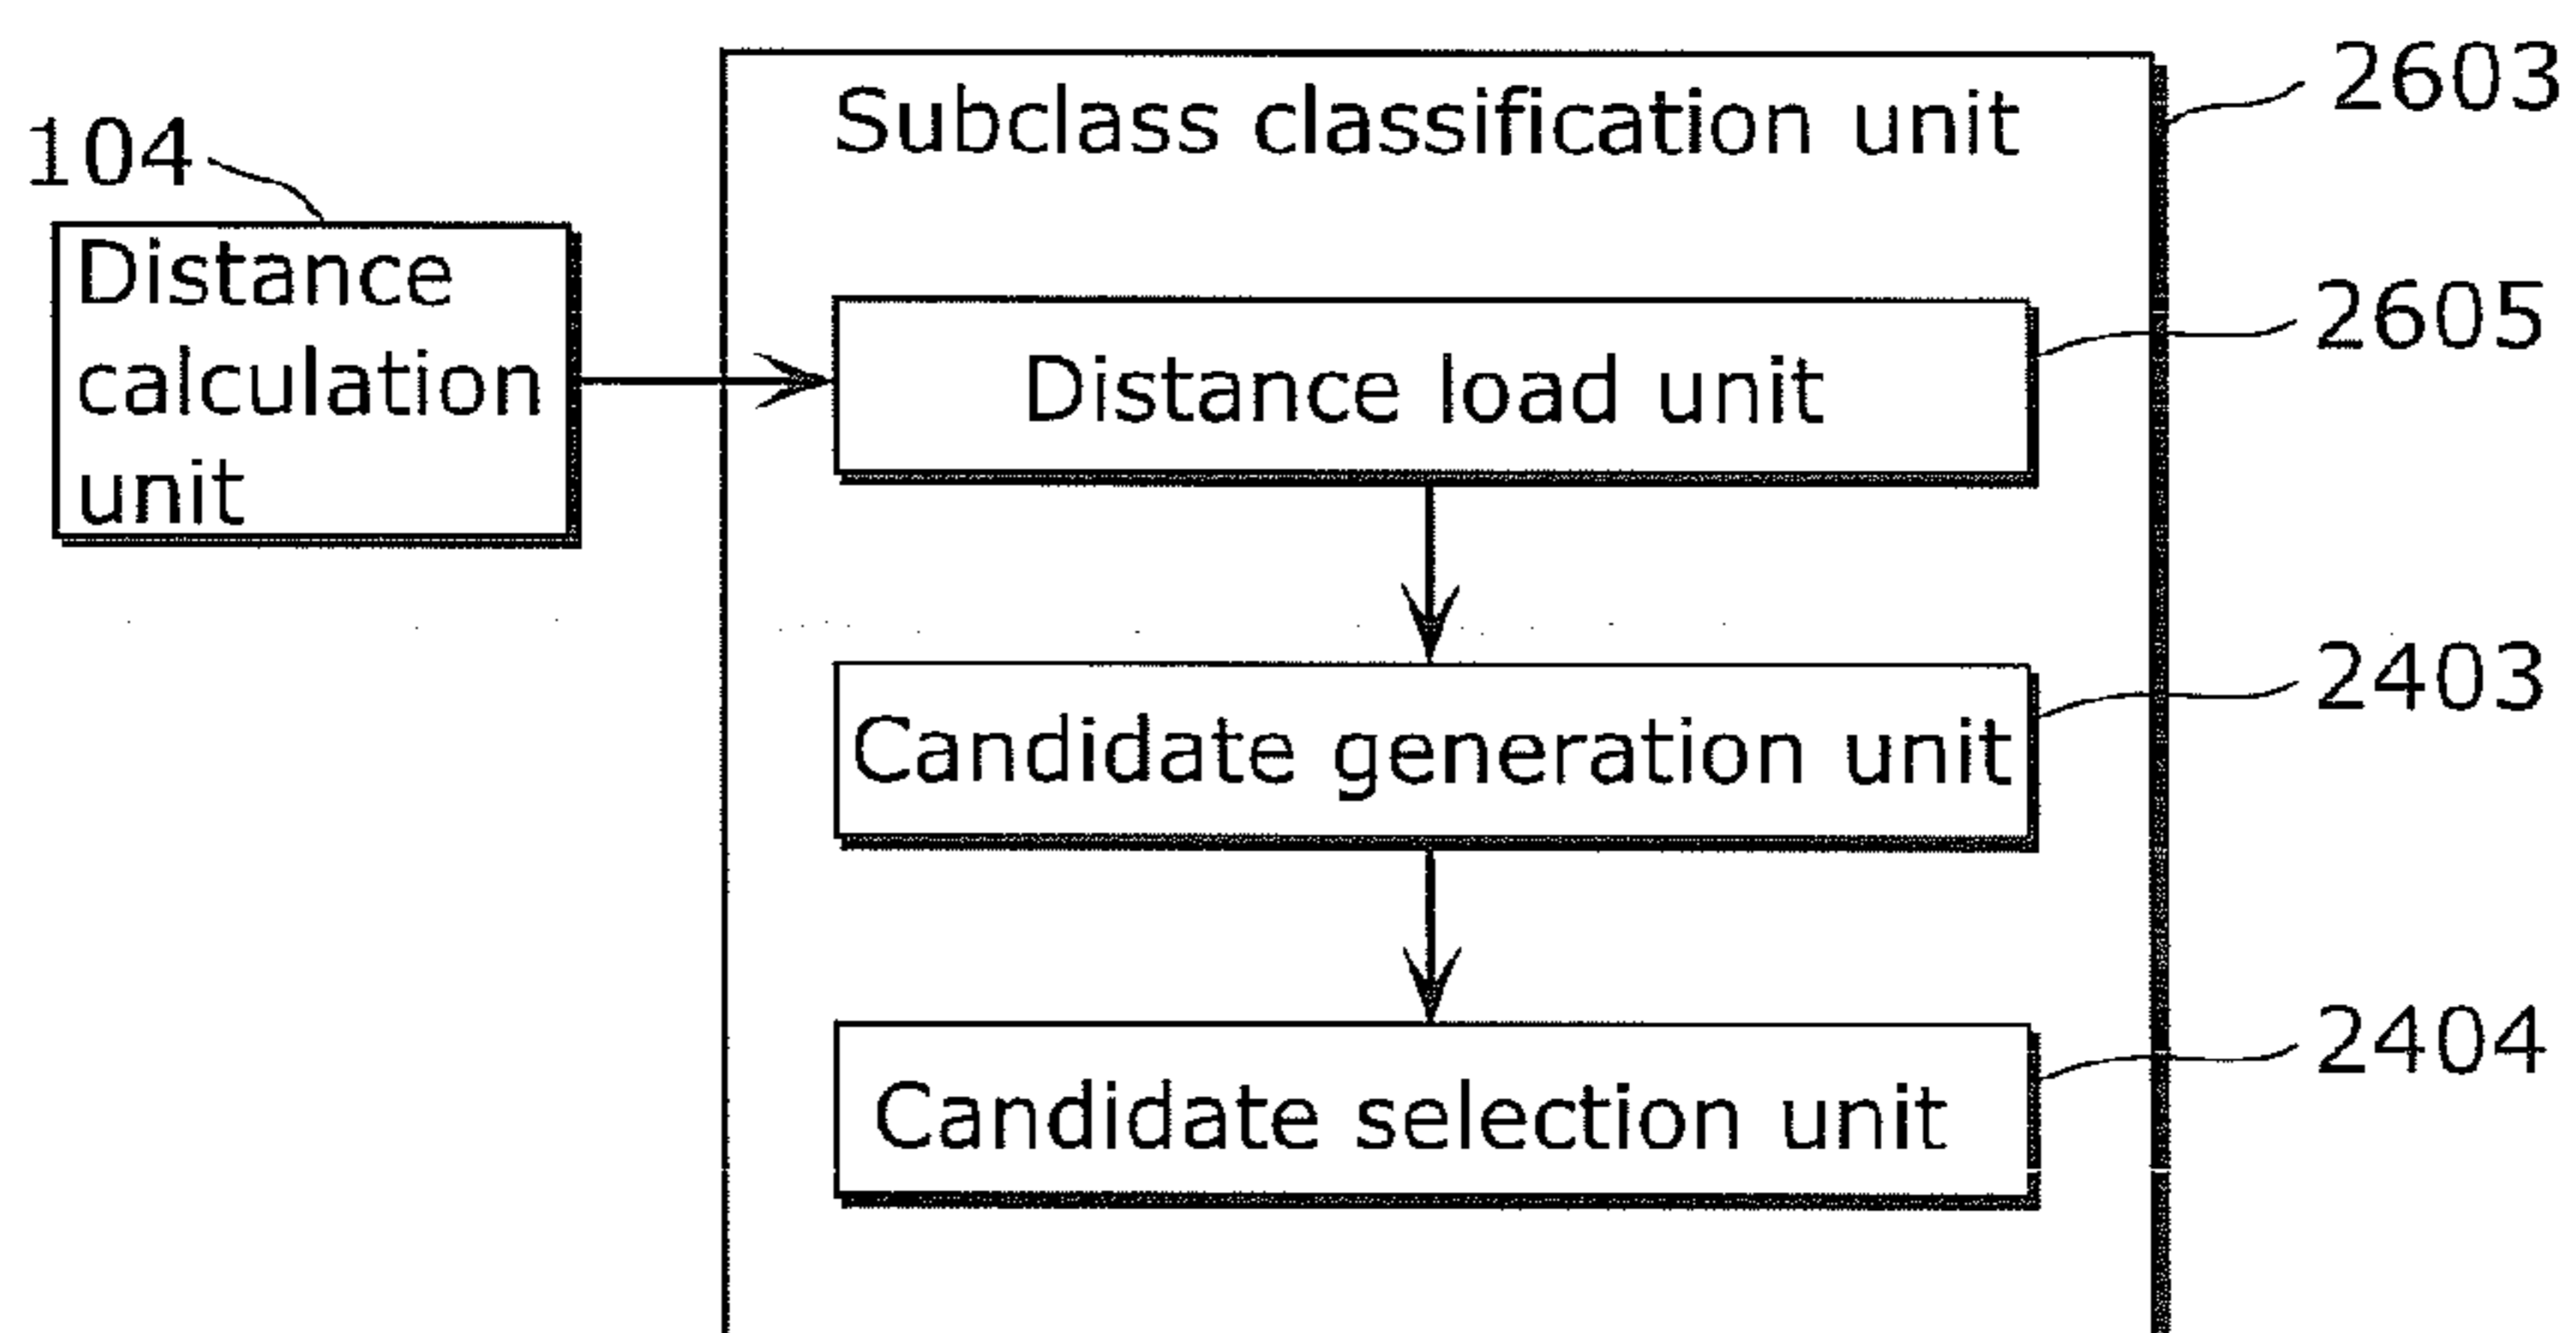 2603
Subclass classification unit
104
Distance
calculation
unit
2605
Distance load unit
2403
Candidate generation unit
2404
Candidate selection unit